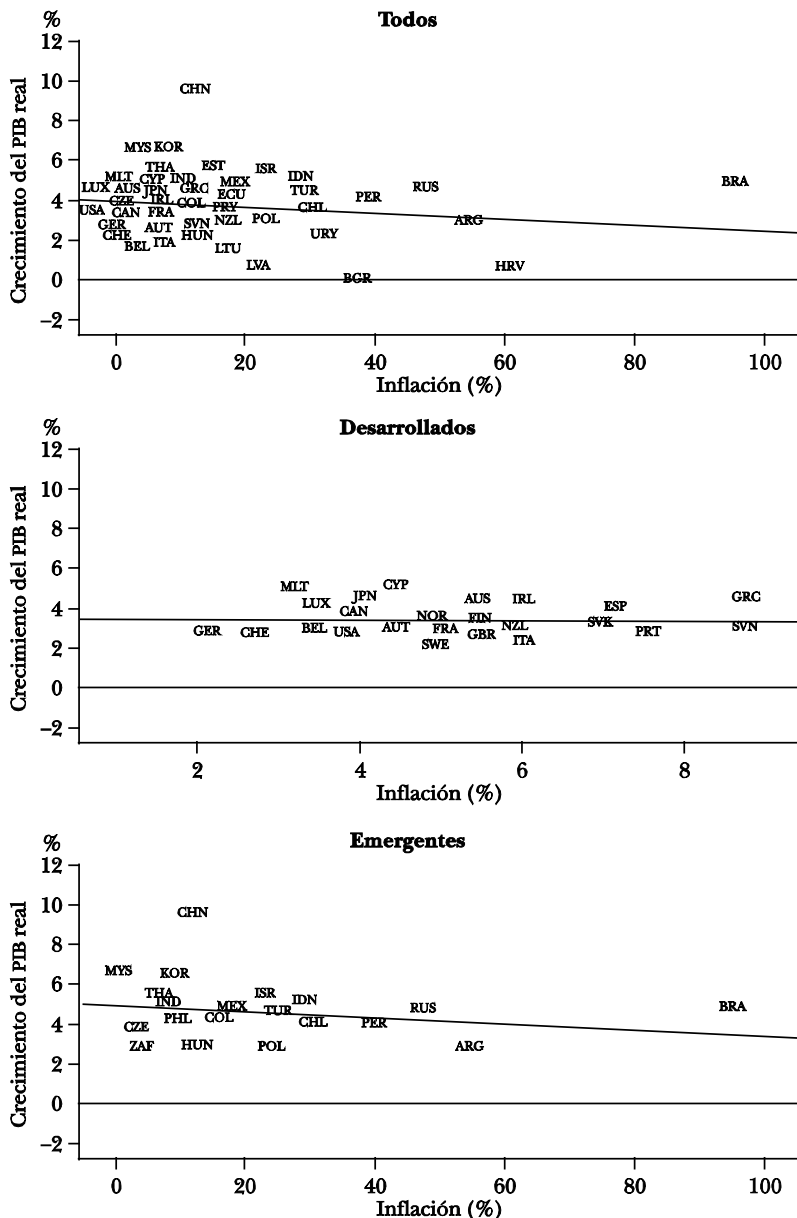 Todos
%
Crecimiento del PIB real
12
10
8
6
4
2
0
−2
CHN
MYS KOR
THA EST ISR
MLT CYP IND MEX IDN BRA
LUX AUS JPN GRC ECU TUR RUS
CZE IRL COL CHL PER
USA CAN FRA PRY
GER AUT SVN NZL POL ARG
CHE ITA HUN URY
BEL LTU
LVA HRV
BGR
0 20 40 60 80 100
Inflación (%)
Desarrollados
%
Crecimiento del PIB real
12
10
8
6
4
2
0
−2
MLT CYP
LUX JPN AUS IRL ESP GRC
CAN NOR FIN SVK
GER CHE BEL USA AUT FRA GBR NZL PRT SVN
SWE ITA
2 4 6 8
Inflación (%)
Emergentes
%
Crecimiento del PIB real
12
10
8
6
4
2
0
−2
CHN
MYS KOR
THA ISR
IND MEX IDN RUS BRA
PHL COL TUR
CZE CHL PER
ZAF HUN POL ARG
0 20 40 60 80 100
Inflación (%)